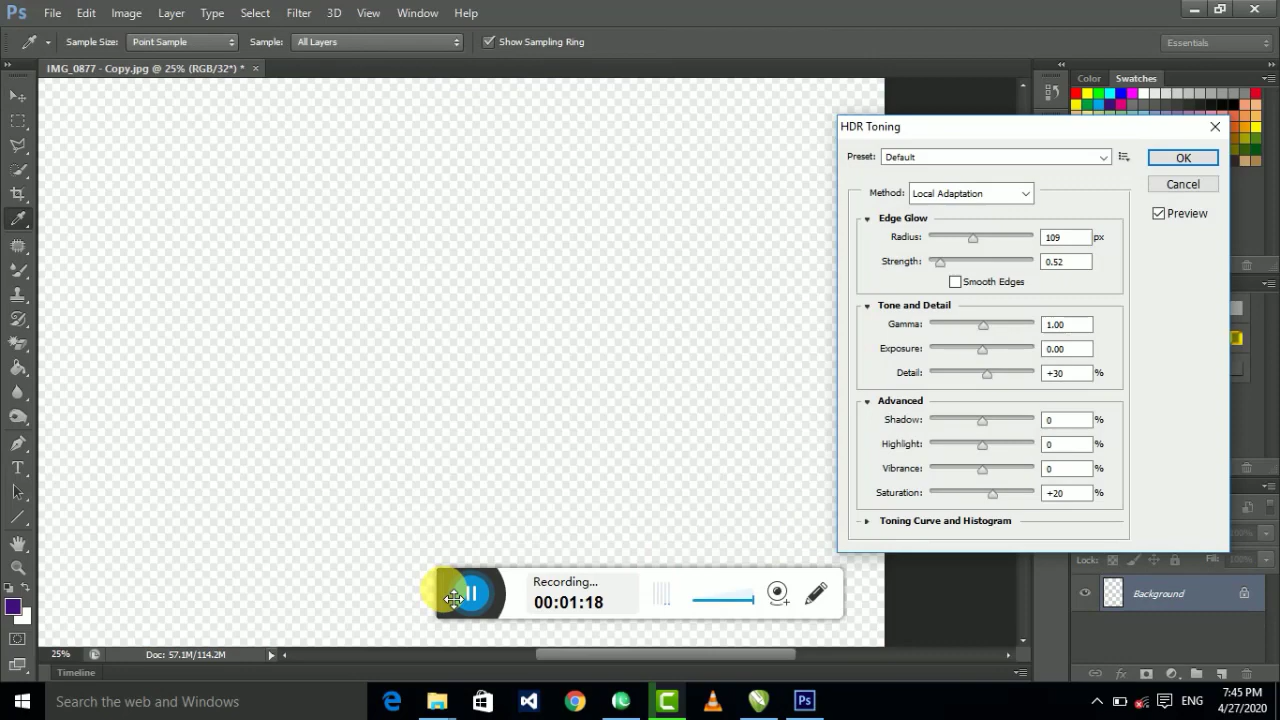 Ps File Edit Image Layer Type Select Filter 3D View Window Help
Sample Size: Point Sample Sample: All Layers Show Sampling Ring Essentials
IMG_0877 - Copy.jpg @ 25% (RGB/32*) *
Color Swatches
HDR Toning
Preset: Default OK
Cancel
Method: Local Adaptation
Preview
Edge Glow
Radius: 109 px
Strength: 0.52
Smooth Edges
Tone and Detail
Gamma: 1.00
Exposure: 0.00
Detail: +30 %
Advanced
Shadow: 0 %
Highlight: 0 %
Vibrance: 0 %
Saturation: +20 %
Toning Curve and Histogram
Lock: Fill:
Recording...
00:01:18
Background
25% Doc: 57.1M/114.2M
Timeline
Search the web and Windows
Ps
ENG
7:45 PM
4/27/2020